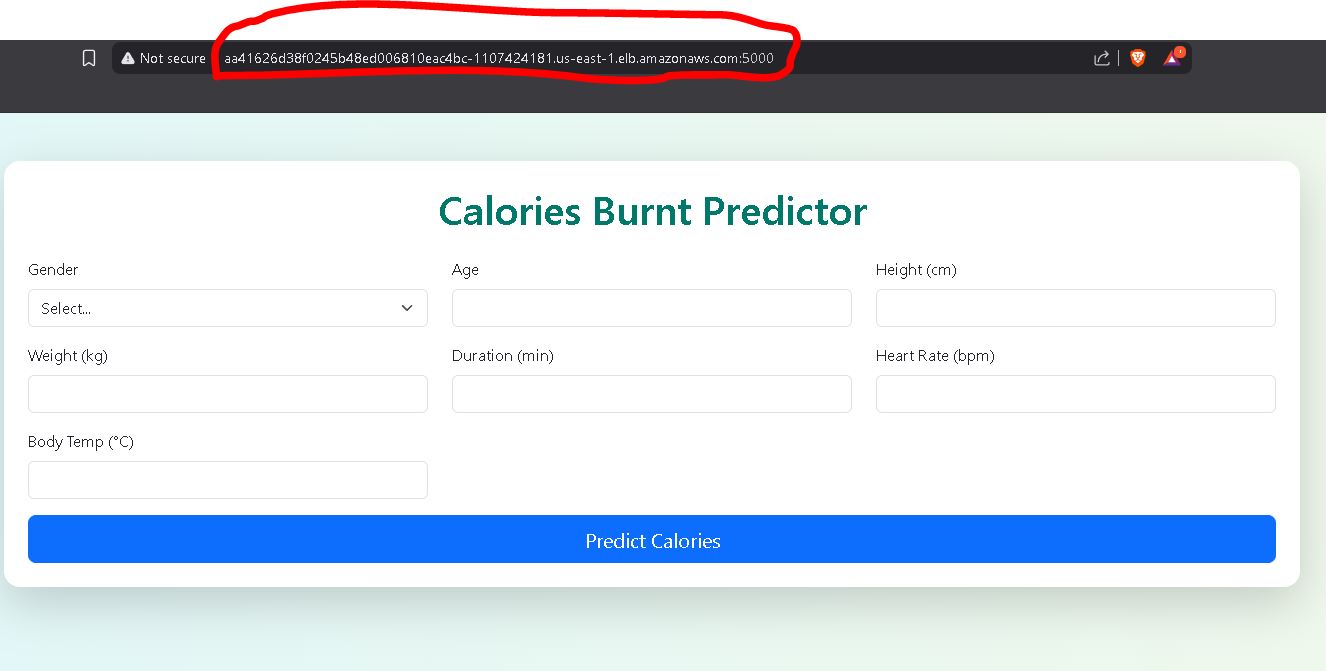 Not secure aa41626d38f0245b48ed006810eac4bc-1107424181.us-east-1.elb.amazonaws.com:5000
Calories Burnt Predictor
Gender Age Height (cm)
Select...
Weight (kg) Duration (min) Heart Rate (bpm)
Body Temp (°C)
Predict Calories